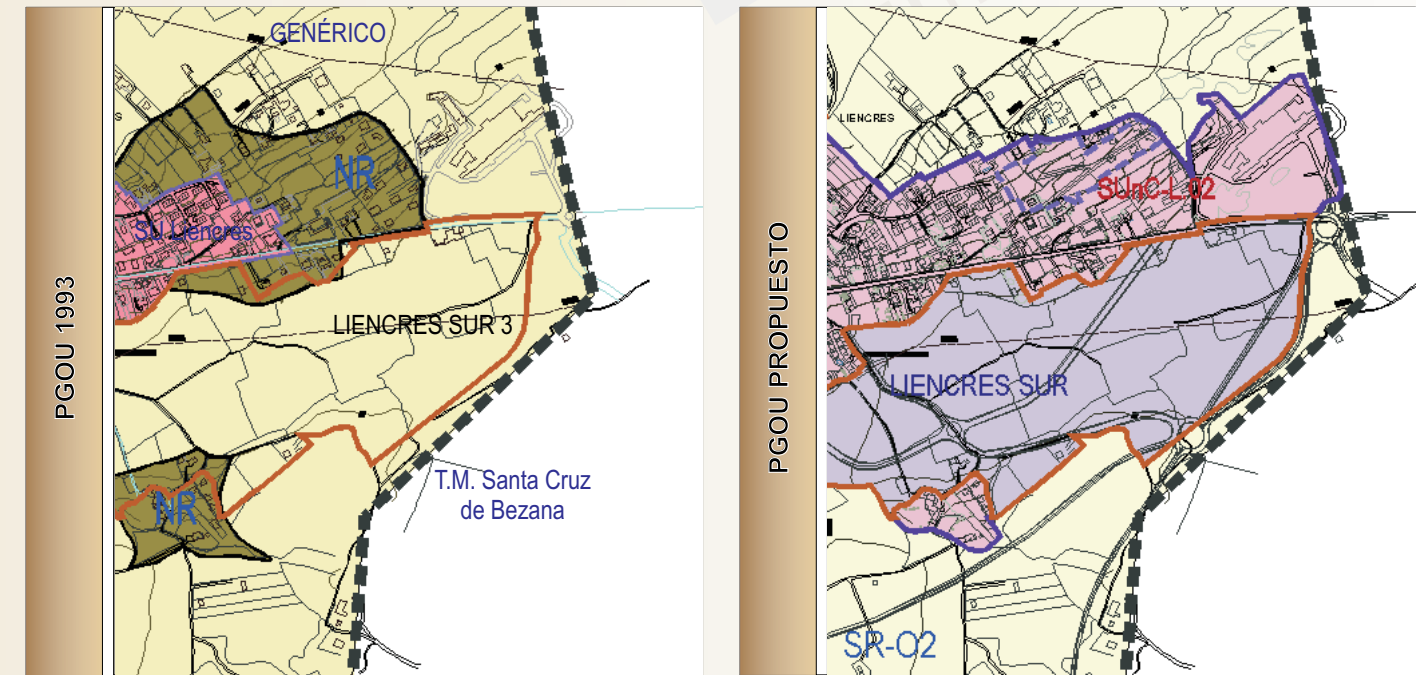 PGOU 1993
GENÉRICO
NR
SU Liencres
LIENCRES SUR 3
NR
T.M. Santa Cruz
de Bezana
PGOU PROPUESTO
LIENCRES
SUnC-L.02
LIENCRES SUR
SR-O2